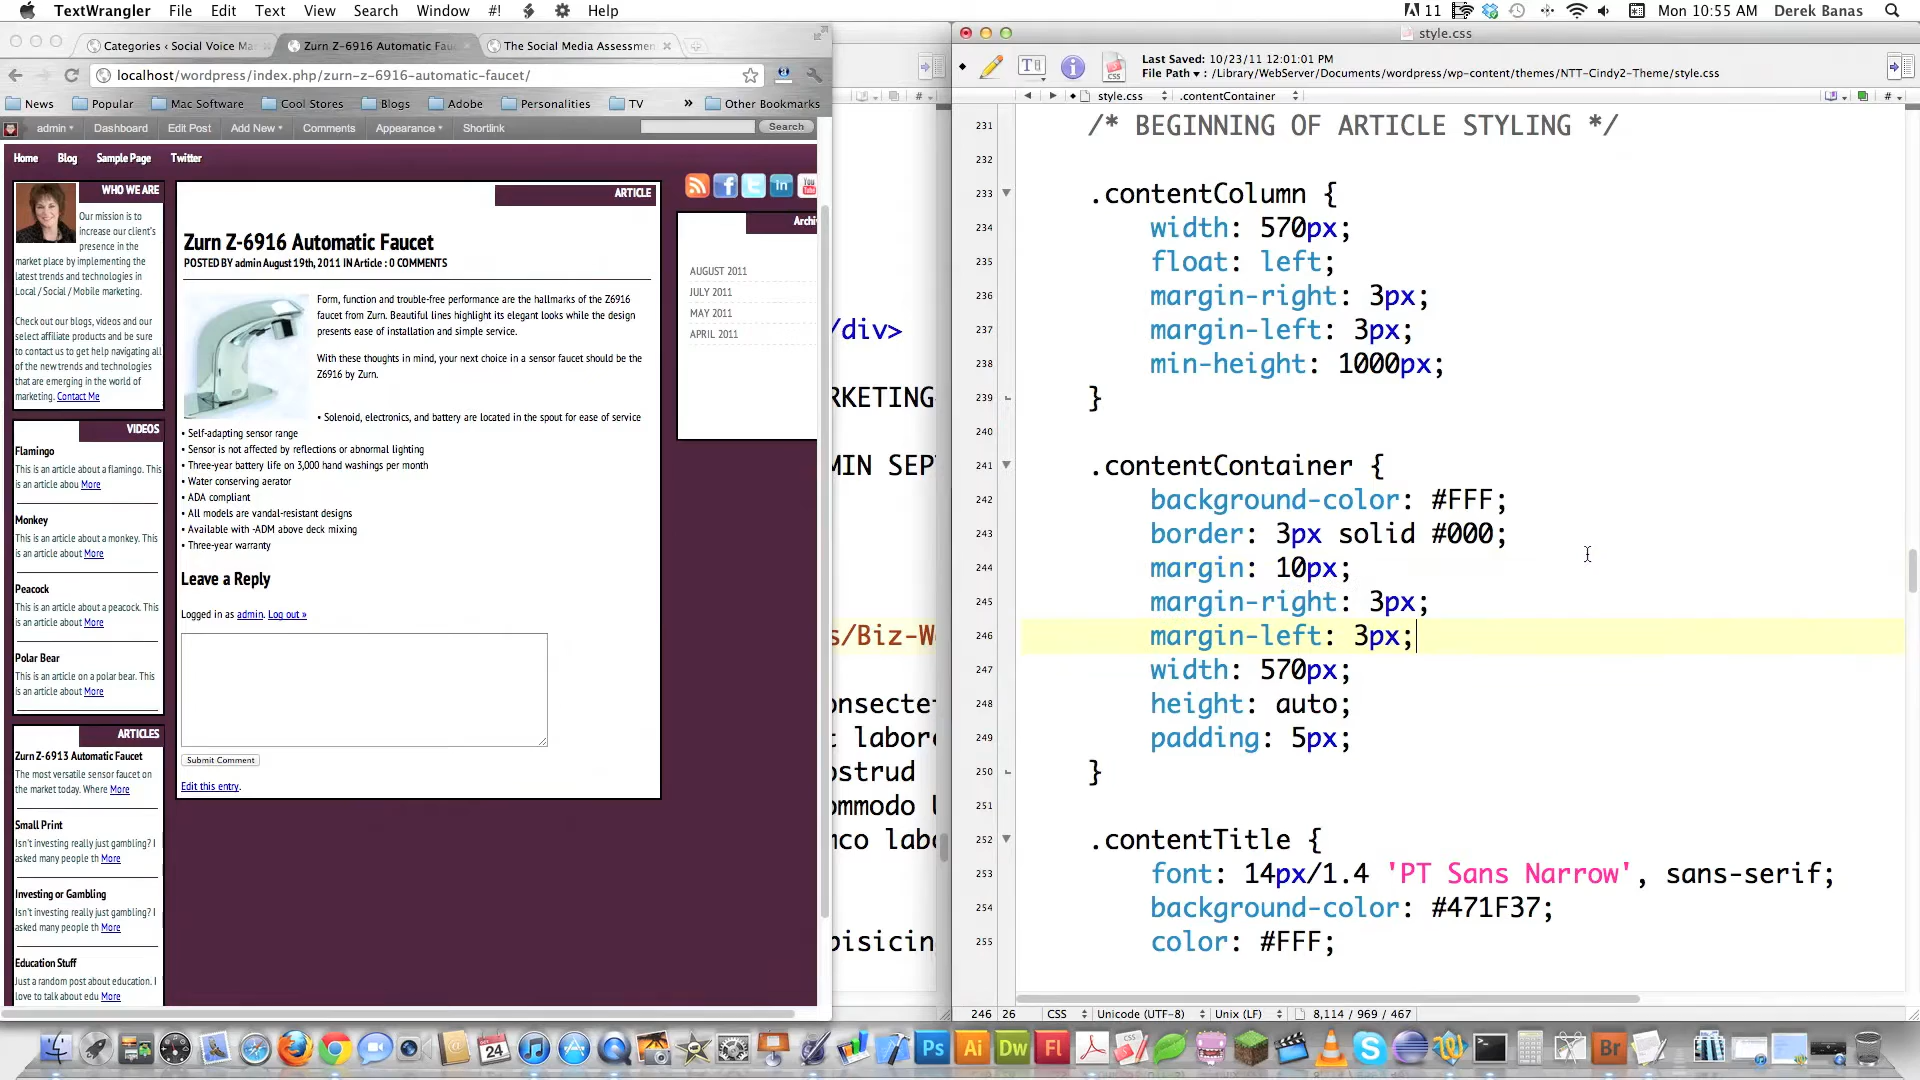 TextWrangler File Edit Text View Search Window #! Help
11 Mon 10:55 AM Derek Banas
Categories ‹ Social Voice Ma
Zurn Z-6916 Automatic Fau
The Social Media Assessmen
localhost/wordpress/index.php/zurn-z-6916-automatic-faucet/
News Popular Mac Software Cool Stores Blogs Adobe Personalities TV » Other Bookmarks
admin Dashboard Edit Post Add New Comments Appearance Shortlink Search
Home Blog Sample Page Twitter
WHO WE ARE
Our mission is to
increase our client's
presence in the
market place by implementing the
latest trends and technologies in
Local / Social / Mobile marketing.
Check out our blogs, videos and our
select affiliate products and be sure
to contact us to get help navigating all
of the new trends and technologies
that are emerging in the world of
marketing. Contact Me
VIDEOS
Flamingo
This is an article about a flamingo. This
is an article abou More
Monkey
This is an article about a monkey. This
is an article about More
Peacock
This is an article about a peacock. This
is an article about More
Polar Bear
This is an article on a polar bear. This
is an article about More
ARTICLES
Zurn Z-6913 Automatic Faucet
The most versatile sensor faucet on
the market today. Where More
Small Print
Isn't investing really just gambling? I
asked many people th More
Investing or Gambling
Isn't investing really just gambling? I
asked many people th More
Education Stuff
Just a random post about education. I
love to talk about edu More
ARTICLE
Zurn Z-6916 Automatic Faucet
POSTED BY admin August 19th, 2011 IN Article : 0 COMMENTS
Form, function and trouble-free performance are the hallmarks of the Z6916
faucet from Zurn. Beautiful lines highlight its elegant looks while the design
presents ease of installation and simple service.
With these thoughts in mind, your next choice in a sensor faucet should be the
Z6916 by Zurn.
• Solenoid, electronics, and battery are located in the spout for ease of service
• Self-adapting sensor range
• Sensor is not affected by reflections or abnormal lighting
• Three-year battery life on 3,000 hand washings per month
• Water conserving aerator
• ADA compliant
• All models are vandal-resistant designs
• Available with -ADM above deck mixing
• Three-year warranty
Leave a Reply
Logged in as admin. Log out »
Submit Comment
Edit this entry.
in
You
Archi
AUGUST 2011
JULY 2011
MAY 2011
APRIL 2011
/div>
RKETING
MIN SEP
s/Biz-W
onsecte
t labore
ostrud
ommodo
mco labo
pisicin
style.css
Last Saved: 10/23/11 12:01:01 PM
File Path ▾ : /Library/WebServer/Documents/wordpress/wp-content/themes/NTT-Cindy2-Theme/style.css
style.css .contentContainer
231 /* BEGINNING OF ARTICLE STYLING */
232
233 .contentColumn {
234 width: 570px;
235 float: left;
236 margin-right: 3px;
237 margin-left: 3px;
238 min-height: 1000px;
239 }
240
241 .contentContainer {
242 background-color: #FFF;
243 border: 3px solid #000;
244 margin: 10px;
245 margin-right: 3px;
246 margin-left: 3px;
247 width: 570px;
248 height: auto;
249 padding: 5px;
250 }
251
252 .contentTitle {
253 font: 14px/1.4 'PT Sans Narrow', sans-serif;
254 background-color: #471F37;
255 color: #FFF;
246 26 CSS Unicode (UTF-8) Unix (LF) 8,114 / 969 / 467
24 Ps Ai Dw Fl Br